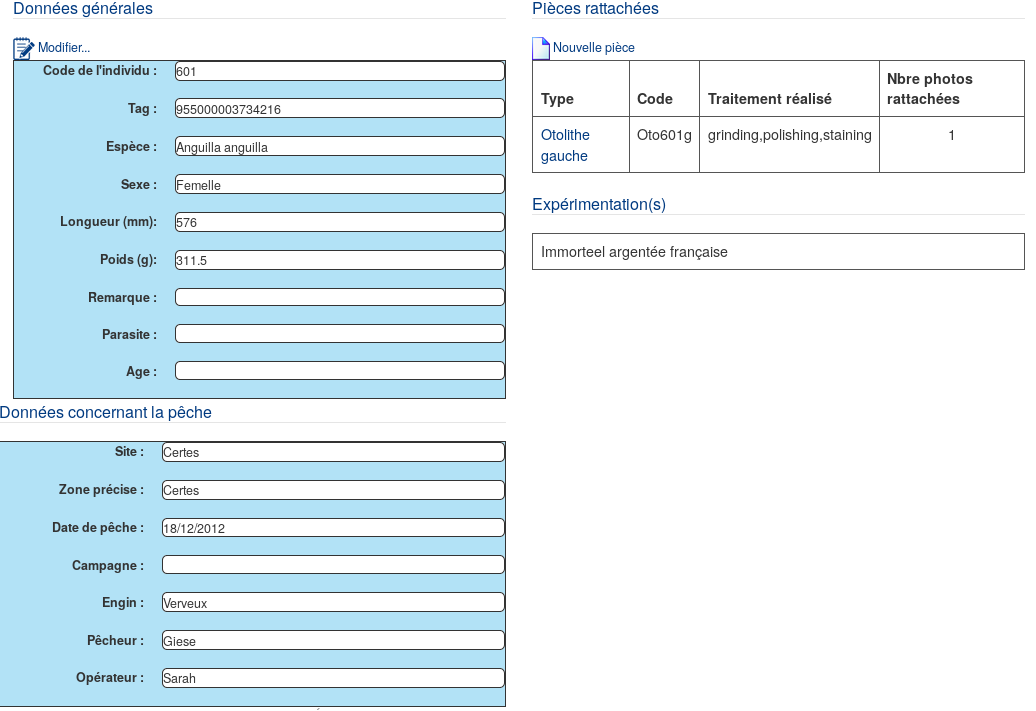 Données générales
Modifier...
Code de l'individu : 601
Tag : 955000003734216
Espèce : Anguilla anguilla
Sexe : Femelle
Longueur (mm): 576
Poids (g): 311.5
Remarque :
Parasite :
Age :
Données concernant la pêche
Site : Certes
Zone précise : Certes
Date de pêche : 18/12/2012
Campagne :
Engin : Verveux
Pêcheur : Giese
Opérateur : Sarah
Pièces rattachées
Nouvelle pièce
Type Code Traitement réalisé Nbre photos
rattachées
Otolithe Oto601g grinding,polishing,staining 1
gauche
Expérimentation(s)
Immorteel argentée française